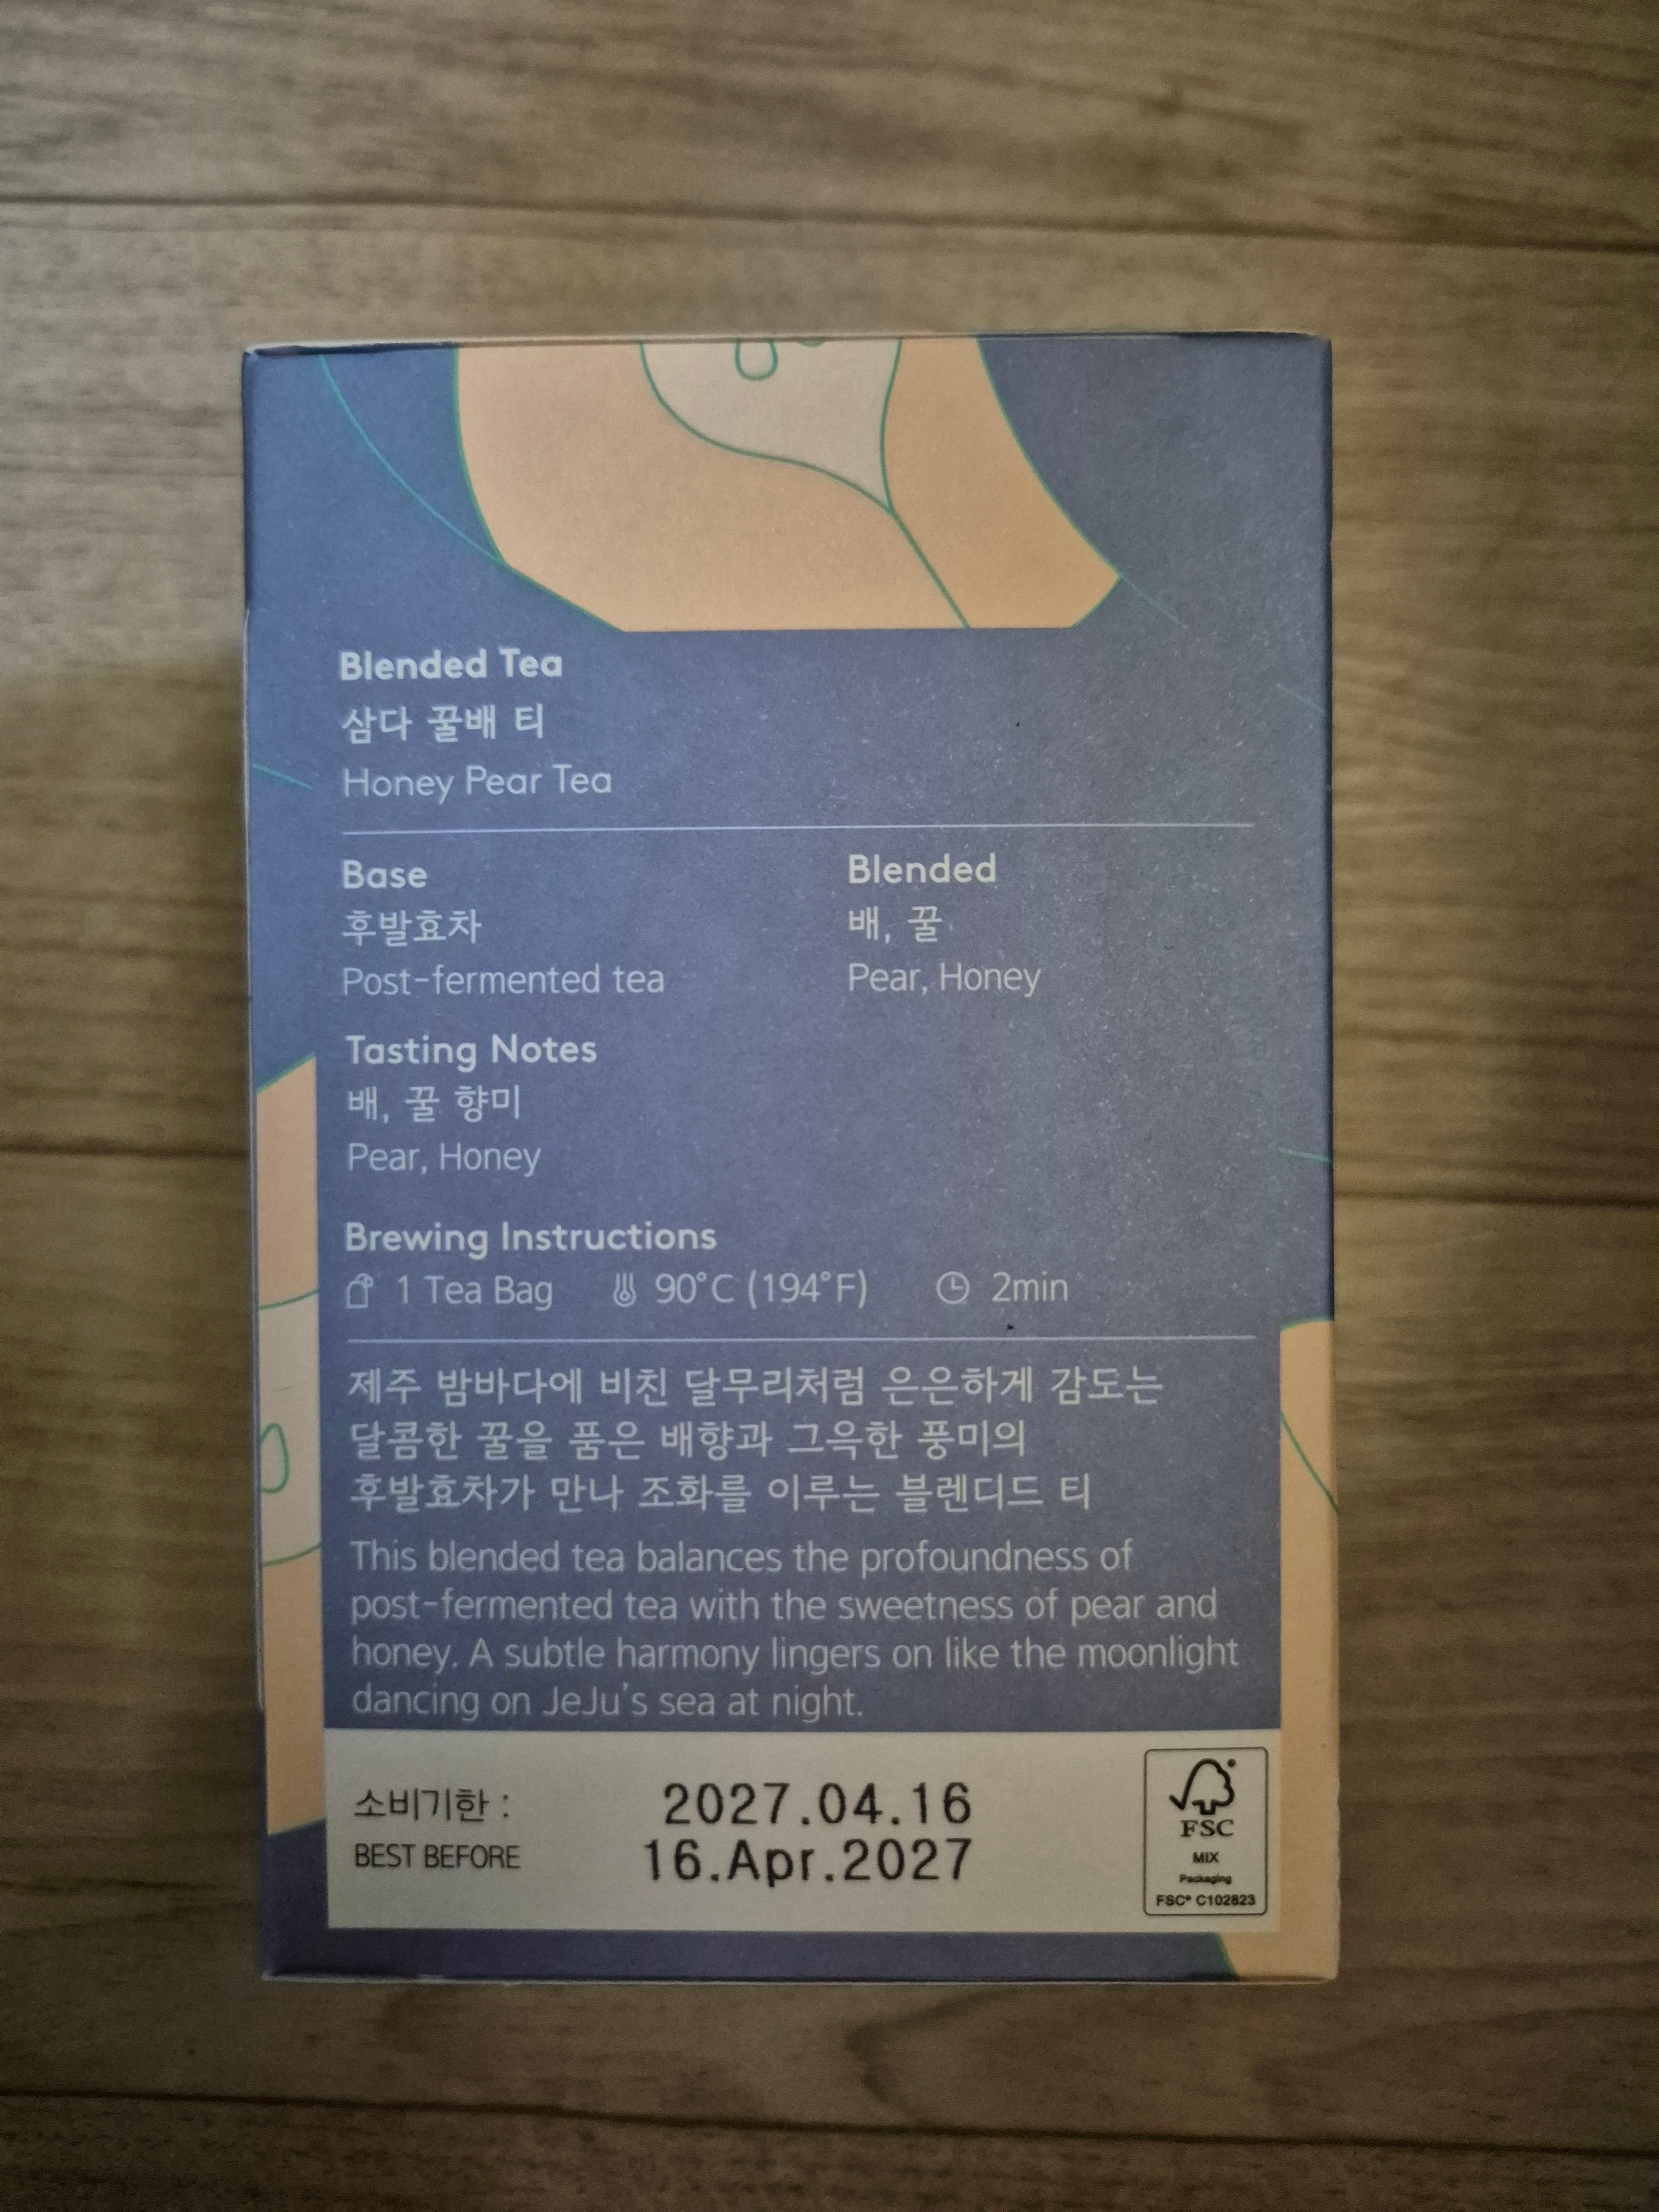 Blended Tea
삼다 꿀배 티
Honey Pear Tea
Base
후발효차
Post-fermented tea
Blended
배, 꿀
Pear, Honey
Tasting Notes
배, 꿀 향미
Pear, Honey
Brewing Instructions
1 Tea Bag 90°C (194°F) 2min
제주 밤바다에 비친 달무리처럼 은은하게 감도는
달콤한 꿀을 품은 배향과 그윽한 풍미의
후발효차가 만나 조화를 이루는 블렌디드 티
This blended tea balances the profoundness of
post-fermented tea with the sweetness of pear and
honey. A subtle harmony lingers on like the moonlight
dancing on JeJu's sea at night.
소비기한 : 2027.04.16
BEST BEFORE 16.Apr.2027
FSC
MIX
Packaging
FSC® C102823